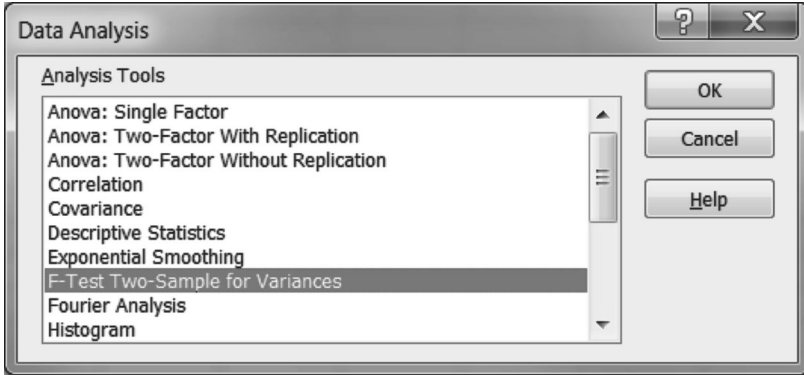 Data Analysis
?
X
Analysis Tools
Anova: Single Factor
Anova: Two-Factor With Replication
Anova: Two-Factor Without Replication
Correlation
Covariance
Descriptive Statistics
Exponential Smoothing
F-Test Two-Sample for Variances
Fourier Analysis
Histogram
OK
Cancel
Help